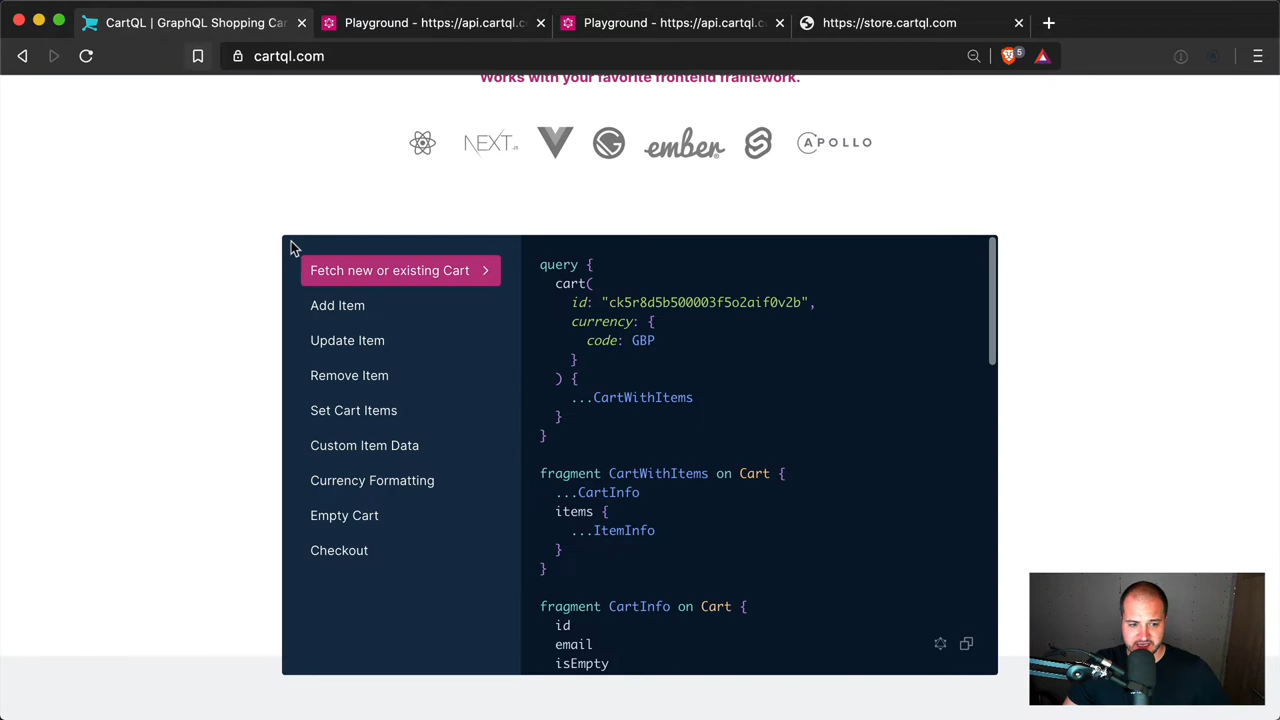 CartQL | GraphQL Shopping Car
Playground - https://api.cartql.c
Playground - https://api.cartql.c
https://store.cartql.com
cartql.com
5
Works with your favorite frontend framework.
NEXT.JS
ember
APOLLO
Fetch new or existing Cart
Add Item
Update Item
Remove Item
Set Cart Items
Custom Item Data
Currency Formatting
Empty Cart
Checkout
query {
cart(
id: "ck5r8d5b500003f5o2aif0v2b",
currency: {
code: GBP
}
) {
...CartWithItems
}
}
fragment CartWithItems on Cart {
...CartInfo
items {
...ItemInfo
}
}
fragment CartInfo on Cart {
id
email
isEmpty